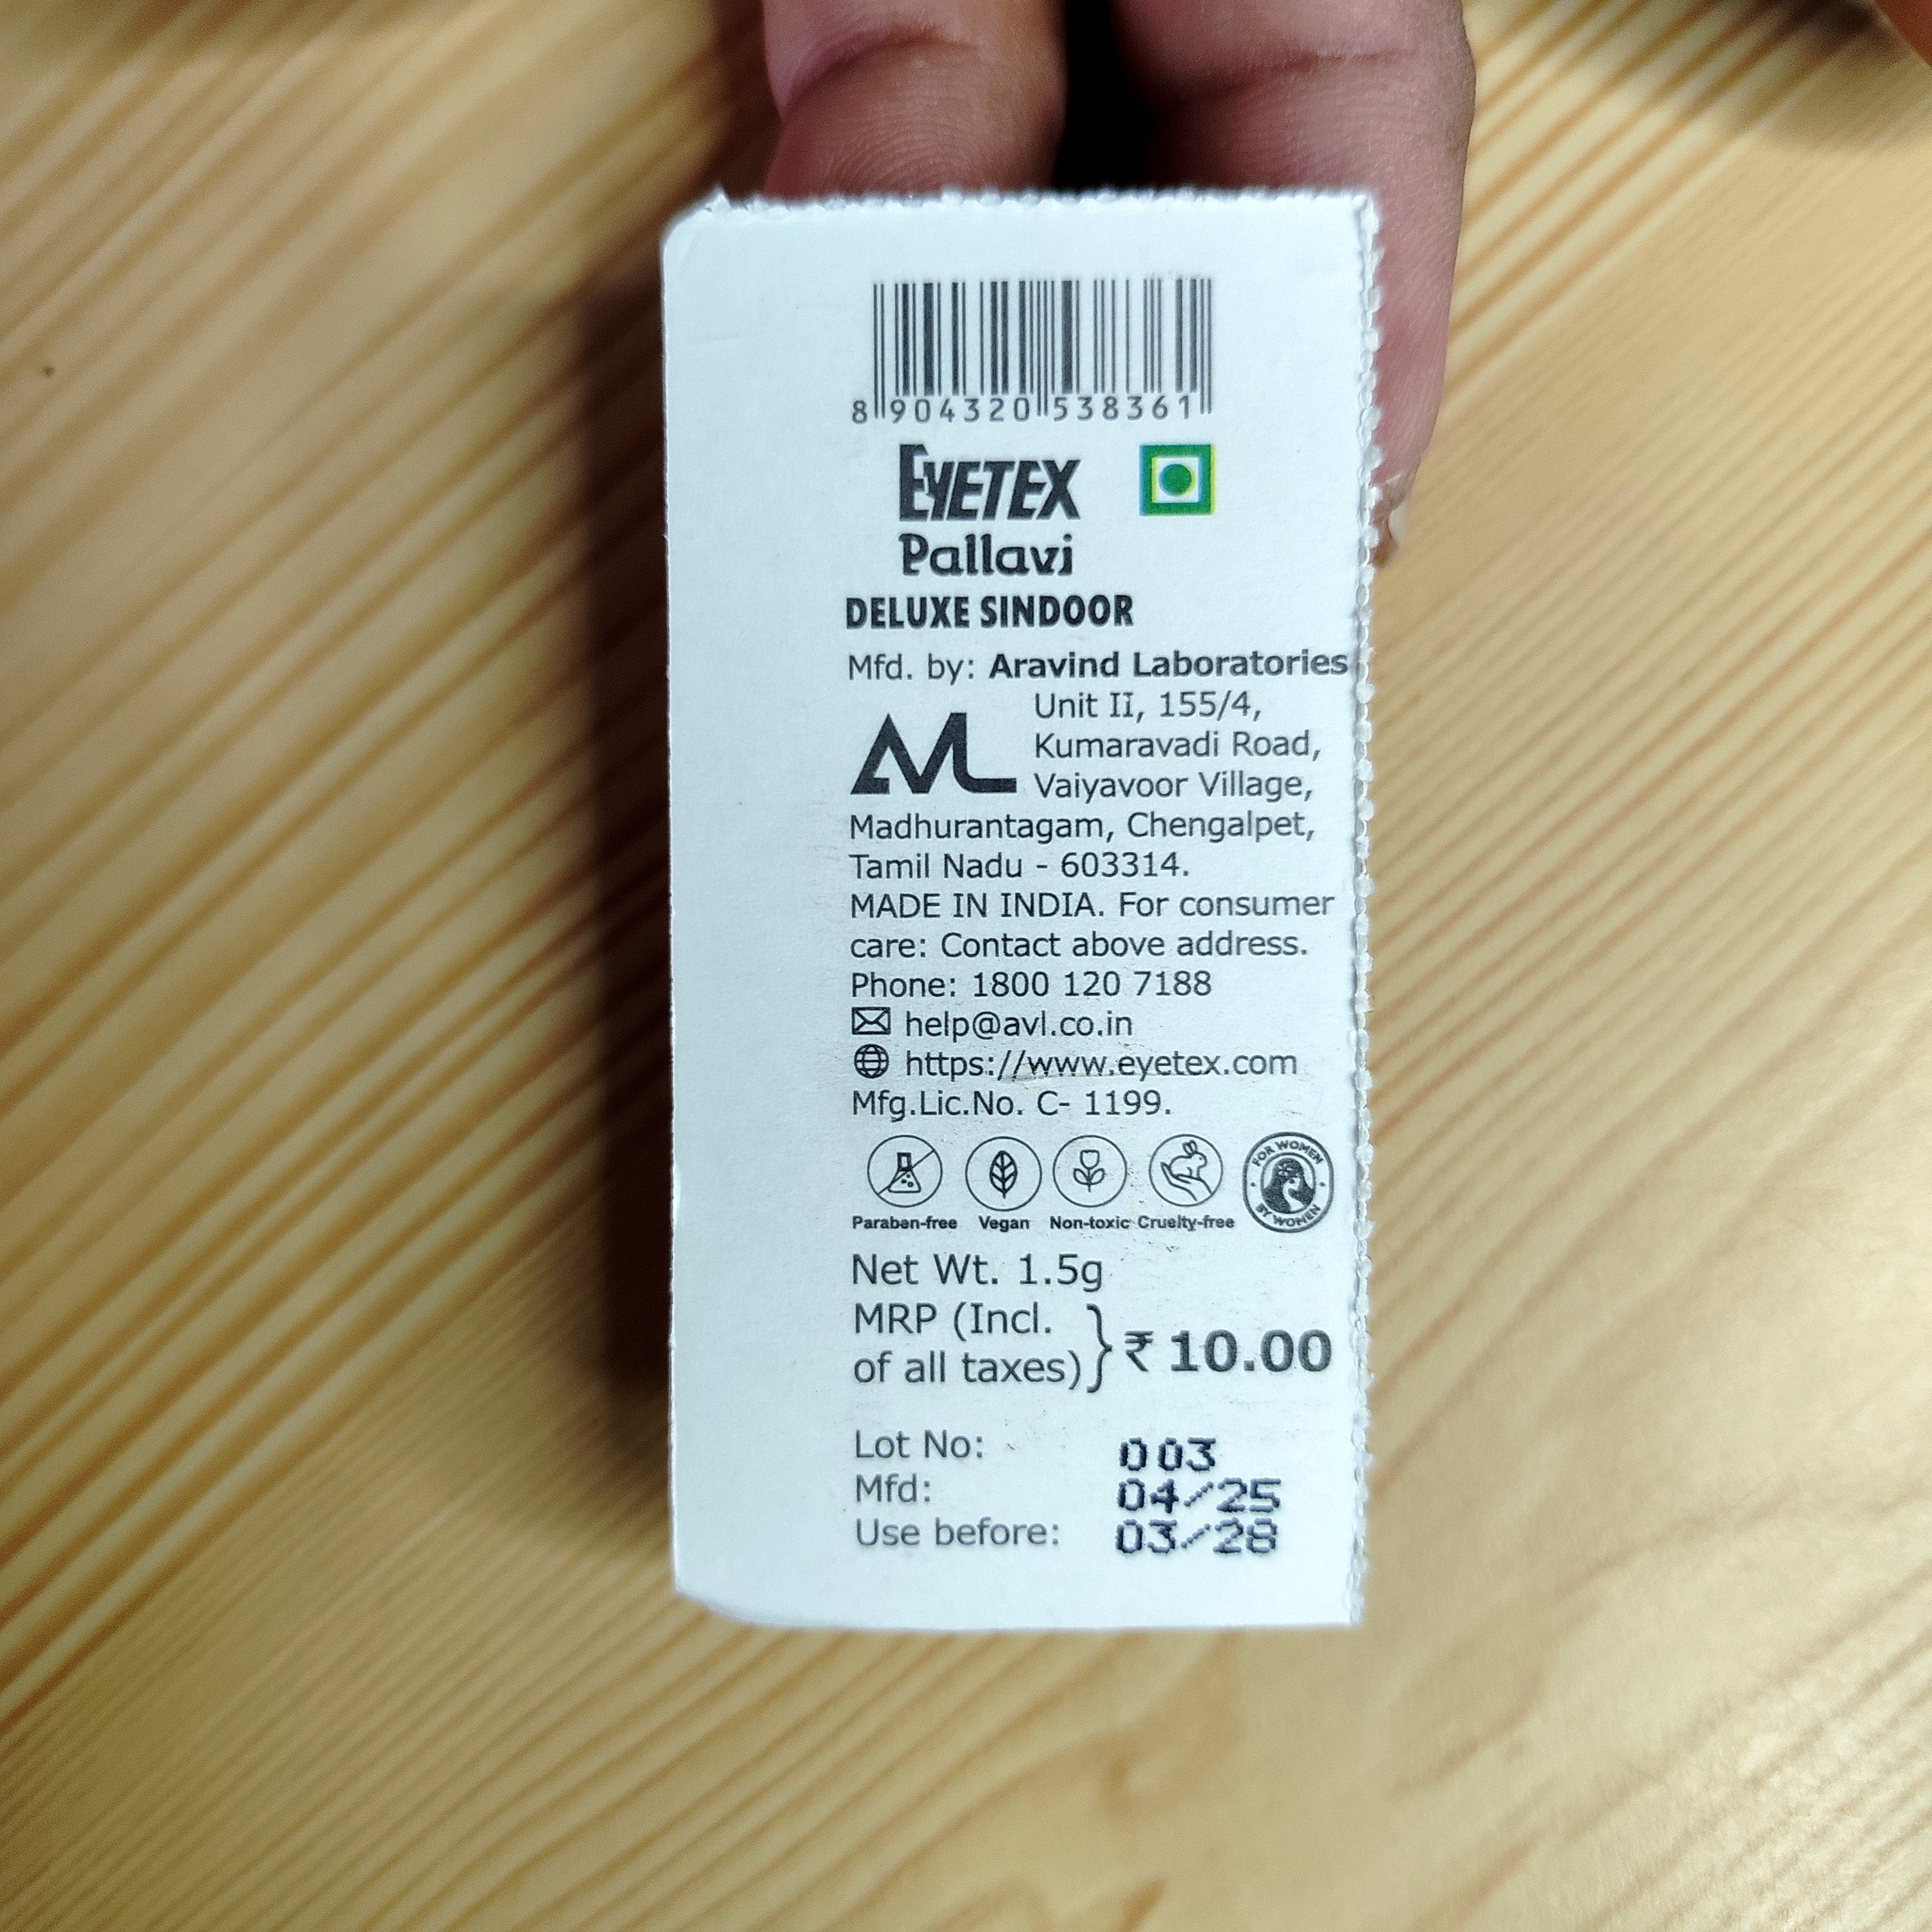 8 904320 538361
EYETEX
Pallavi
DELUXE SINDOOR
Mfd. by: Aravind Laboratories
Unit II, 155/4,
Kumaravadi Road,
Vaiyavoor Village,
Madhurantagam, Chengalpet,
Tamil Nadu - 603314.
MADE IN INDIA. For consumer
care: Contact above address.
Phone: 1800 120 7188
help@avl.co.in
https://www.eyetex.com
Mfg.Lic.No. C- 1199.
FOR WOMEN
BY WOMEN
Paraben-free Vegan Non-toxic Cruelty-free
Net Wt. 1.5g
MRP (Incl.
of all taxes) ₹ 10.00
Lot No: 003
Mfd: 04/25
Use before: 03/28